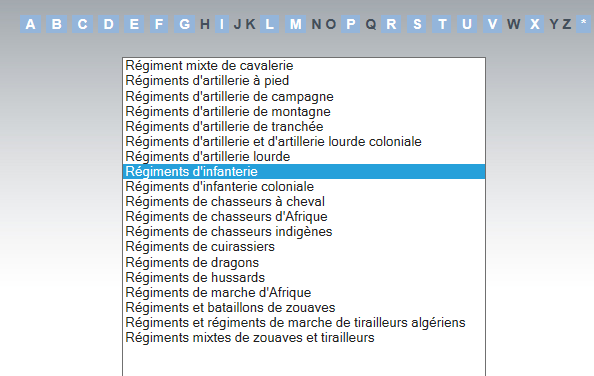 A B C D E F G H I J K L M N O P Q R S T U V W X Y Z *
Régiment mixte de cavalerie
Régiments d'artillerie à pied
Régiments d'artillerie de campagne
Régiments d'artillerie de montagne
Régiments d'artillerie de tranchée
Régiments d'artillerie et d'artillerie lourde coloniale
Régiments d'artillerie lourde
Régiments d'infanterie
Régiments d'infanterie coloniale
Régiments de chasseurs à cheval
Régiments de chasseurs d'Afrique
Régiments de chasseurs indigènes
Régiments de cuirassiers
Régiments de dragons
Régiments de hussards
Régiments de marche d'Afrique
Régiments et bataillons de zouaves
Régiments et régiments de marche de tirailleurs algériens
Régiments mixtes de zouaves et tirailleurs